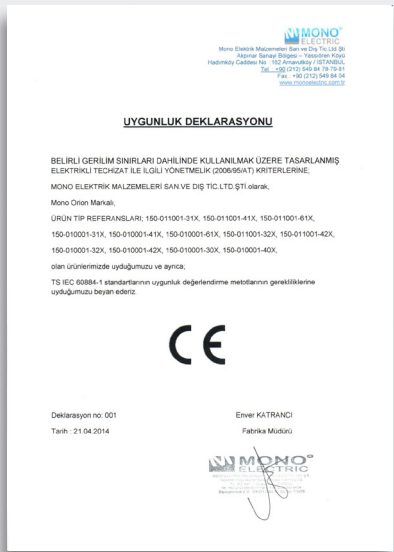 MONO®
ELECTRIC
Mono Elektrik Malzemeleri San.ve Dış Tic.Ltd.Şti
Akpınar Sanayi Bölgesi – Yassıören Köyü
Hadımköy Caddesi No :152 Arnavutköy / İSTANBUL
Tel : +90 (212) 549 84 78-79-91
Fax : +90 (212) 549 84 04
www.monoelectric.com.tr
UYGUNLUK DEKLARASYONU
BELİRLİ GERİLİM SINIRLARI DAHİLİNDE KULLANILMAK ÜZERE TASARLANMIŞ
ELEKTRİKLİ TECHİZAT İLE İLGİLİ YÖNETMELİK (2006/95/AT) KRİTERLERİNE;
MONO ELEKTRİK MALZEMELERİ SAN.VE DIŞ TİC.LTD.ŞTİ olarak,
Mono Orion Markalı,
ÜRÜN TİP REFERANSLARI; 150-011001-31X, 150-011001-41X, 150-011001-61X,
150-010001-31X, 150-010001-41X, 150-010001-61X, 150-011001-32X, 150-011001-42X,
150-010001-32X, 150-010001-42X, 150-010001-30X, 150-010001-40X,
olan ürünlerimizde uyduğumuzu ve ayrıca;
TS IEC 60884-1 standartlarının uygunluk değerlendirme metotlarının gerekliliklerine
uyduğumuzu beyan ederiz.
CE
Deklarasyon no: 001
Enver KATRANCI
Tarih : 21.04.2014
Fabrika Müdürü
MONO®
ELECTRIC